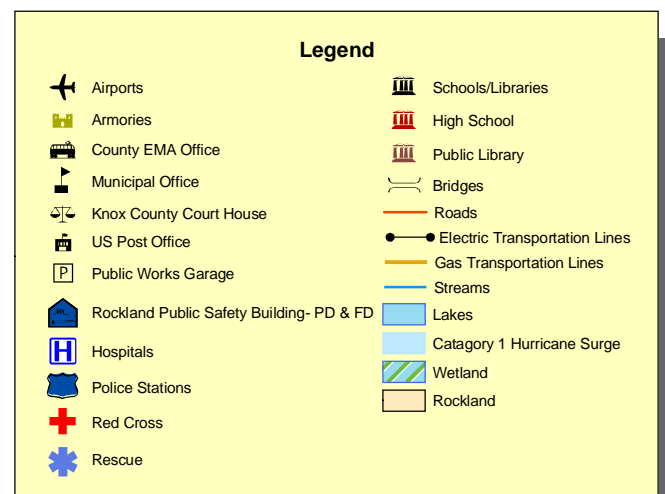 Legend
Airports
Armories
County EMA Office
Municipal Office
Knox County Court House
US Post Office
P
Public Works Garage
Rockland Public Safety Building- PD & FD
H
Hospitals
Police Stations
Red Cross
Rescue
Schools/Libraries
High School
Public Library
Bridges
Roads
Electric Transportation Lines
Gas Transportation Lines
Streams
Lakes
Catagory 1 Hurricane Surge
Wetland
Rockland